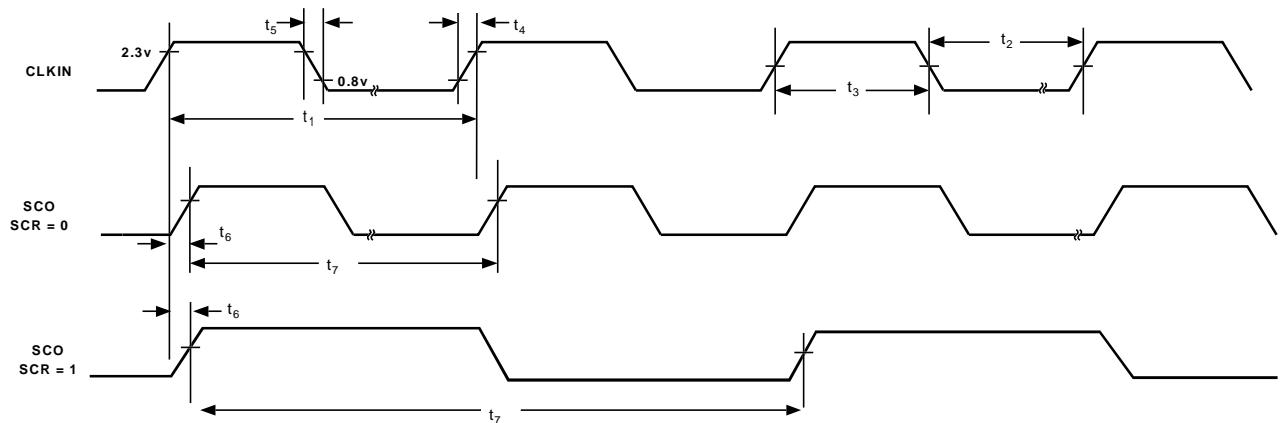 t5
t4
2.3v
t2
CLKIN
0.8v
t3
t1
SCO
SCR = 0
t6
t7
t6
SCO
SCR = 1
t7